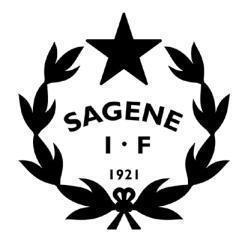 SAGENE
I · F
1921